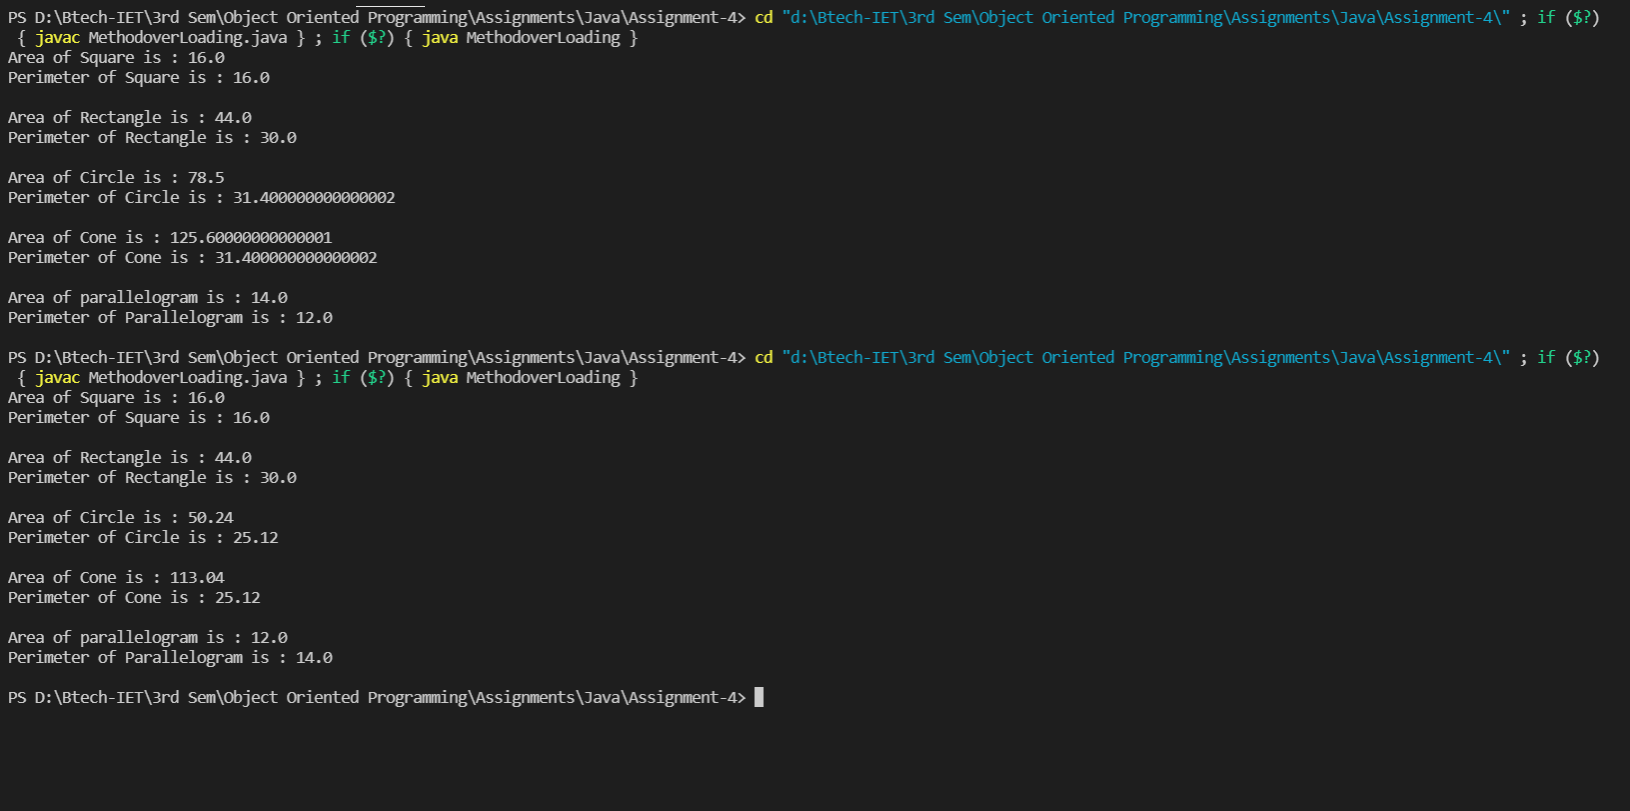 PS D:\Btech-IET\3rd Sem\Object Oriented Programming\Assignments\Java\Assignment-4> cd "d:\Btech-IET\3rd Sem\Object Oriented Programming\Assignments\Java\Assignment-4\" ; if ($?)
{ javac MethodoverLoading.java } ; if ($?) { java MethodoverLoading }
Area of Square is : 16.0
Perimeter of Square is : 16.0
Area of Rectangle is : 44.0
Perimeter of Rectangle is : 30.0
Area of Circle is : 78.5
Perimeter of Circle is : 31.400000000000002
Area of Cone is : 125.60000000000001
Perimeter of Cone is : 31.400000000000002
Area of parallelogram is : 14.0
Perimeter of Parallelogram is : 12.0
PS D:\Btech-IET\3rd Sem\Object Oriented Programming\Assignments\Java\Assignment-4> cd "d:\Btech-IET\3rd Sem\Object Oriented Programming\Assignments\Java\Assignment-4\" ; if ($?)
{ javac MethodoverLoading.java } ; if ($?) { java MethodoverLoading }
Area of Square is : 16.0
Perimeter of Square is : 16.0
Area of Rectangle is : 44.0
Perimeter of Rectangle is : 30.0
Area of Circle is : 50.24
Perimeter of Circle is : 25.12
Area of Cone is : 113.04
Perimeter of Cone is : 25.12
Area of parallelogram is : 12.0
Perimeter of Parallelogram is : 14.0
PS D:\Btech-IET\3rd Sem\Object Oriented Programming\Assignments\Java\Assignment-4>